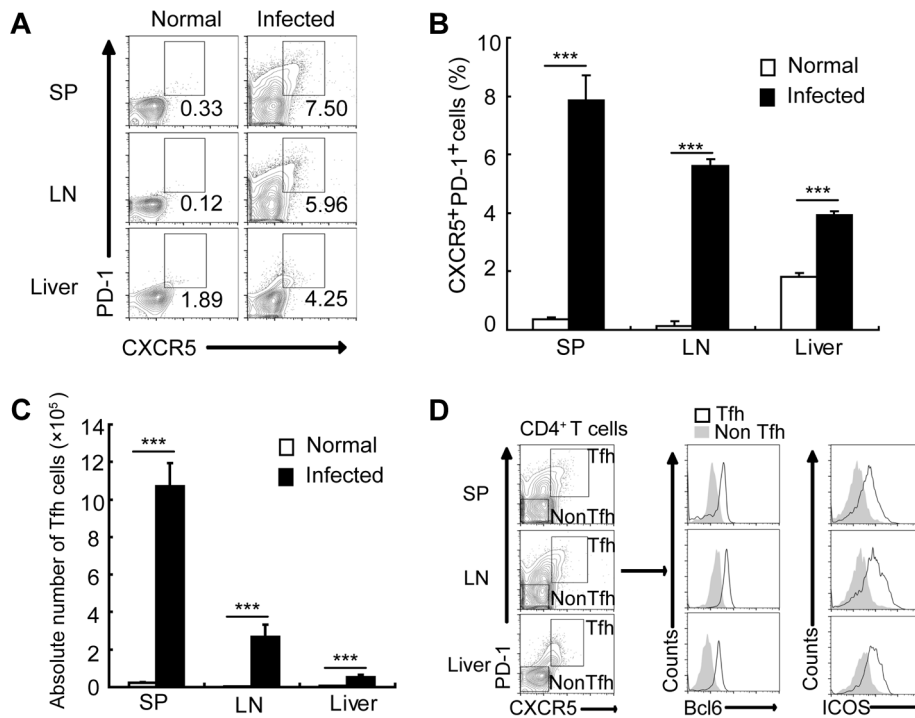 A
Normal Infected
SP
0.33 7.50
LN
0.12 5.96
Liver
1.89 4.25
PD-1
CXCR5
B
CXCR5+PD-1+cells (%)
10
8
6
4
2
0
Normal
Infected
***
***
***
SP LN Liver
C
Absolute number of Tfh cells (×10⁵)
14
12
10
8
6
4
2
0
Normal
Infected
***
***
***
SP LN Liver
D
CD4⁺ T cells
Tfh
Non Tfh
SP
Tfh
NonTfh
LN
Tfh
NonTfh
Liver
Tfh
NonTfh
PD-1
CXCR5
Counts
Bcl6
Counts
ICOS